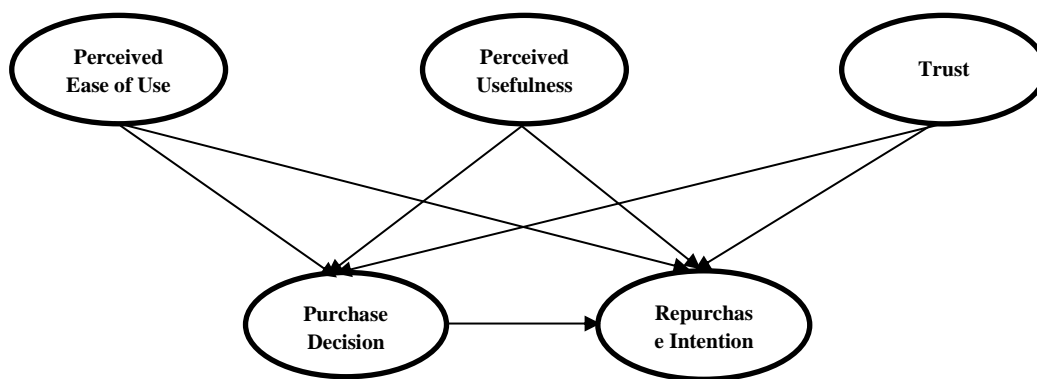 Perceived
Ease of Use
Perceived
Usefulness
Trust
Purchase
Decision
Repurchas
e Intention